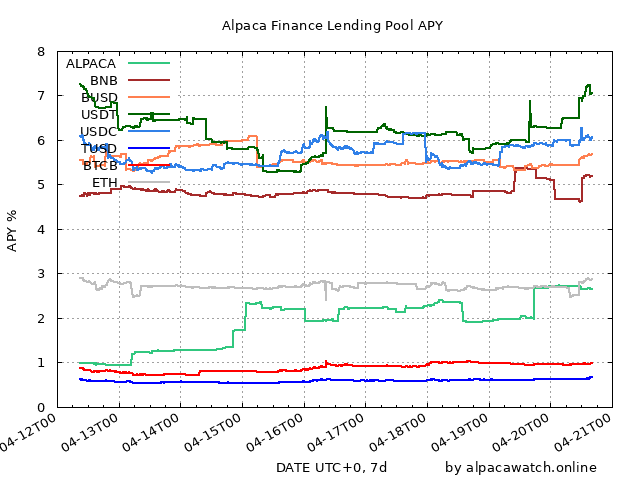 Alpaca Finance Lending Pool APY
8
7
6
5
4
3
2
1
0
APY %
ALPACA
BNB
BUSD
USDT
USDC
TUSD
BTCB
ETH
04-12T00
04-13T00
04-14T00
04-15T00
04-16T00
04-17T00
04-18T00
04-19T00
04-20T00
04-21T00
DATE UTC+0, 7d
by alpacawatch.online